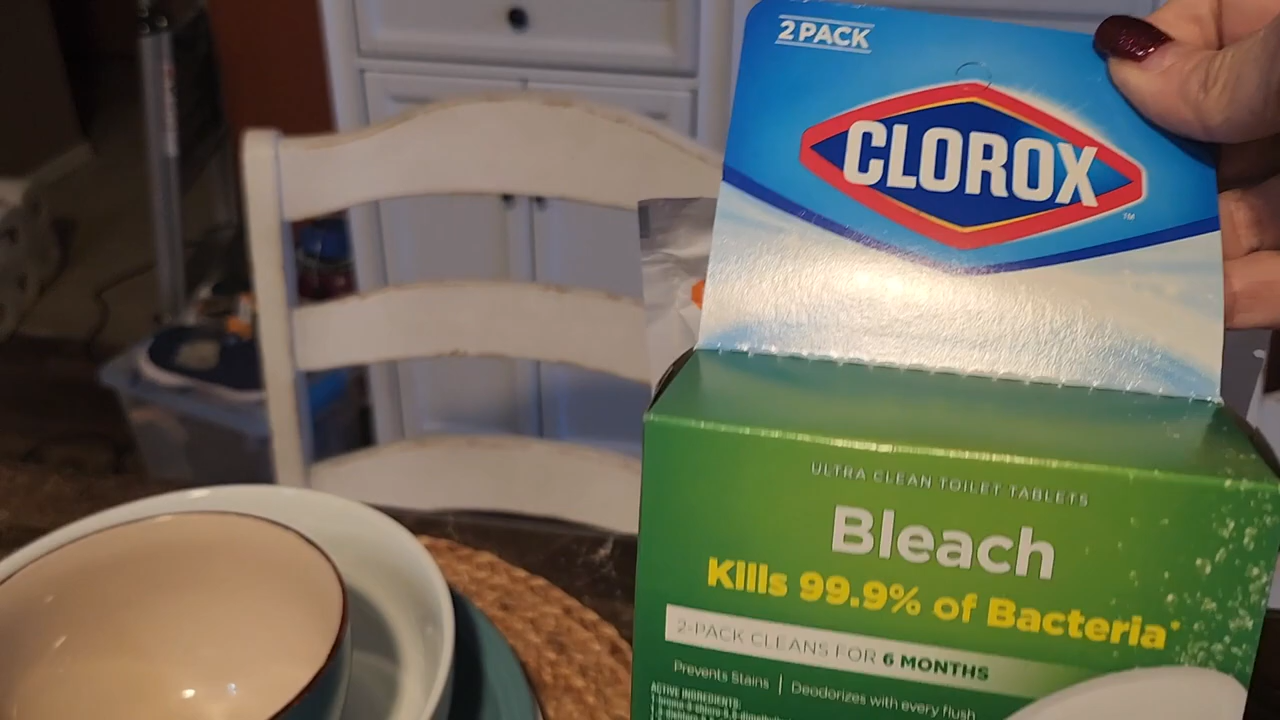 2 PACK
CLOROX
TM
ULTRA CLEAN TOILET TABLETS
Bleach
Kills 99.9% of Bacteria*
2-PACK CLEANS FOR 6 MONTHS
Prevents Stains | Deodorizes with every flush
ACTIVE INGREDIENTS: